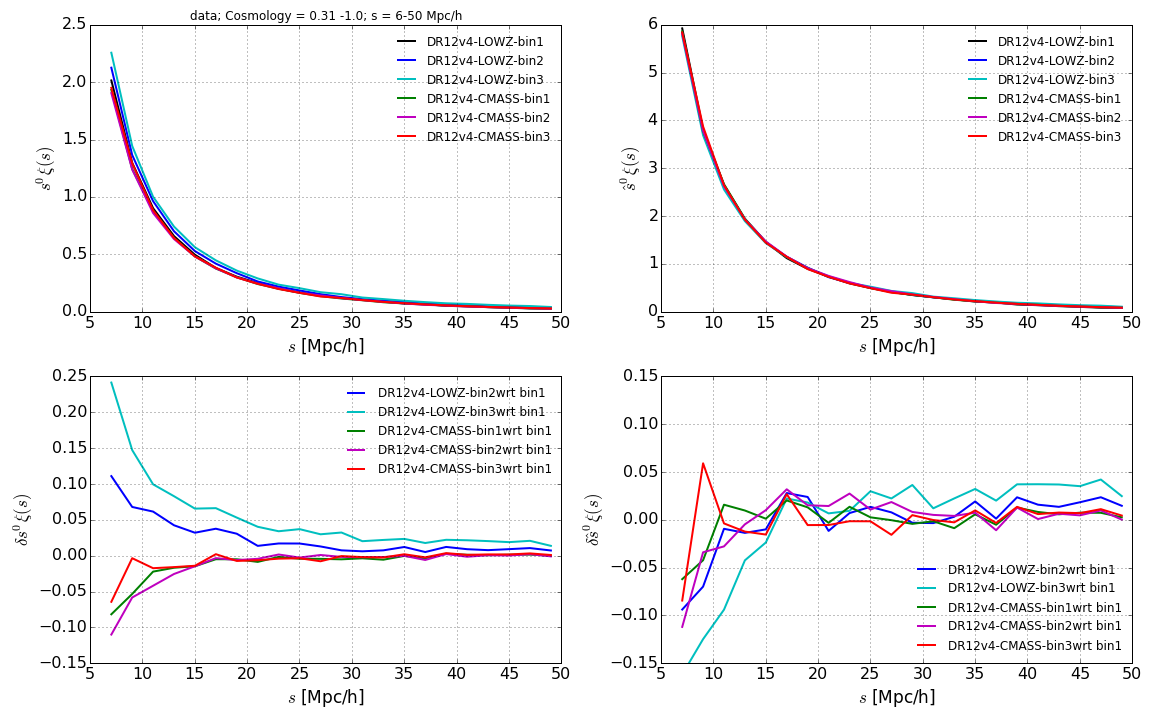 data; Cosmology = 0.31 -1.0; s = 6-50 Mpc/h
2.5
2.0
1.5
1.0
0.5
0.0
s⁰ ξ(s)
DR12v4-LOWZ-bin1
DR12v4-LOWZ-bin2
DR12v4-LOWZ-bin3
DR12v4-CMASS-bin1
DR12v4-CMASS-bin2
DR12v4-CMASS-bin3
5 10 15 20 25 30 35 40 45 50
s [Mpc/h]
6
5
4
3
2
1
0
ŝ⁰ ξ(s)
DR12v4-LOWZ-bin1
DR12v4-LOWZ-bin2
DR12v4-LOWZ-bin3
DR12v4-CMASS-bin1
DR12v4-CMASS-bin2
DR12v4-CMASS-bin3
5 10 15 20 25 30 35 40 45 50
s [Mpc/h]
0.25
0.20
0.15
0.10
0.05
0.00
−0.05
−0.10
−0.15
δs⁰ ξ(s)
DR12v4-LOWZ-bin2wrt bin1
DR12v4-LOWZ-bin3wrt bin1
DR12v4-CMASS-bin1wrt bin1
DR12v4-CMASS-bin2wrt bin1
DR12v4-CMASS-bin3wrt bin1
5 10 15 20 25 30 35 40 45 50
s [Mpc/h]
0.15
0.10
0.05
0.00
−0.05
−0.10
−0.15
δŝ⁰ ξ(s)
DR12v4-LOWZ-bin2wrt bin1
DR12v4-LOWZ-bin3wrt bin1
DR12v4-CMASS-bin1wrt bin1
DR12v4-CMASS-bin2wrt bin1
DR12v4-CMASS-bin3wrt bin1
5 10 15 20 25 30 35 40 45 50
s [Mpc/h]